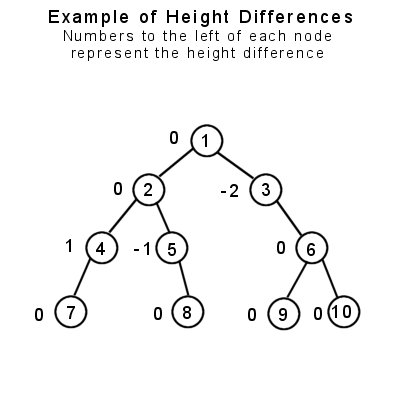 Example of Height Differences
Numbers to the left of each node
represent the height difference
0 1
0 2 -2 3
1 4 -1 5 0 6
0 7 0 8 0 9 0 10